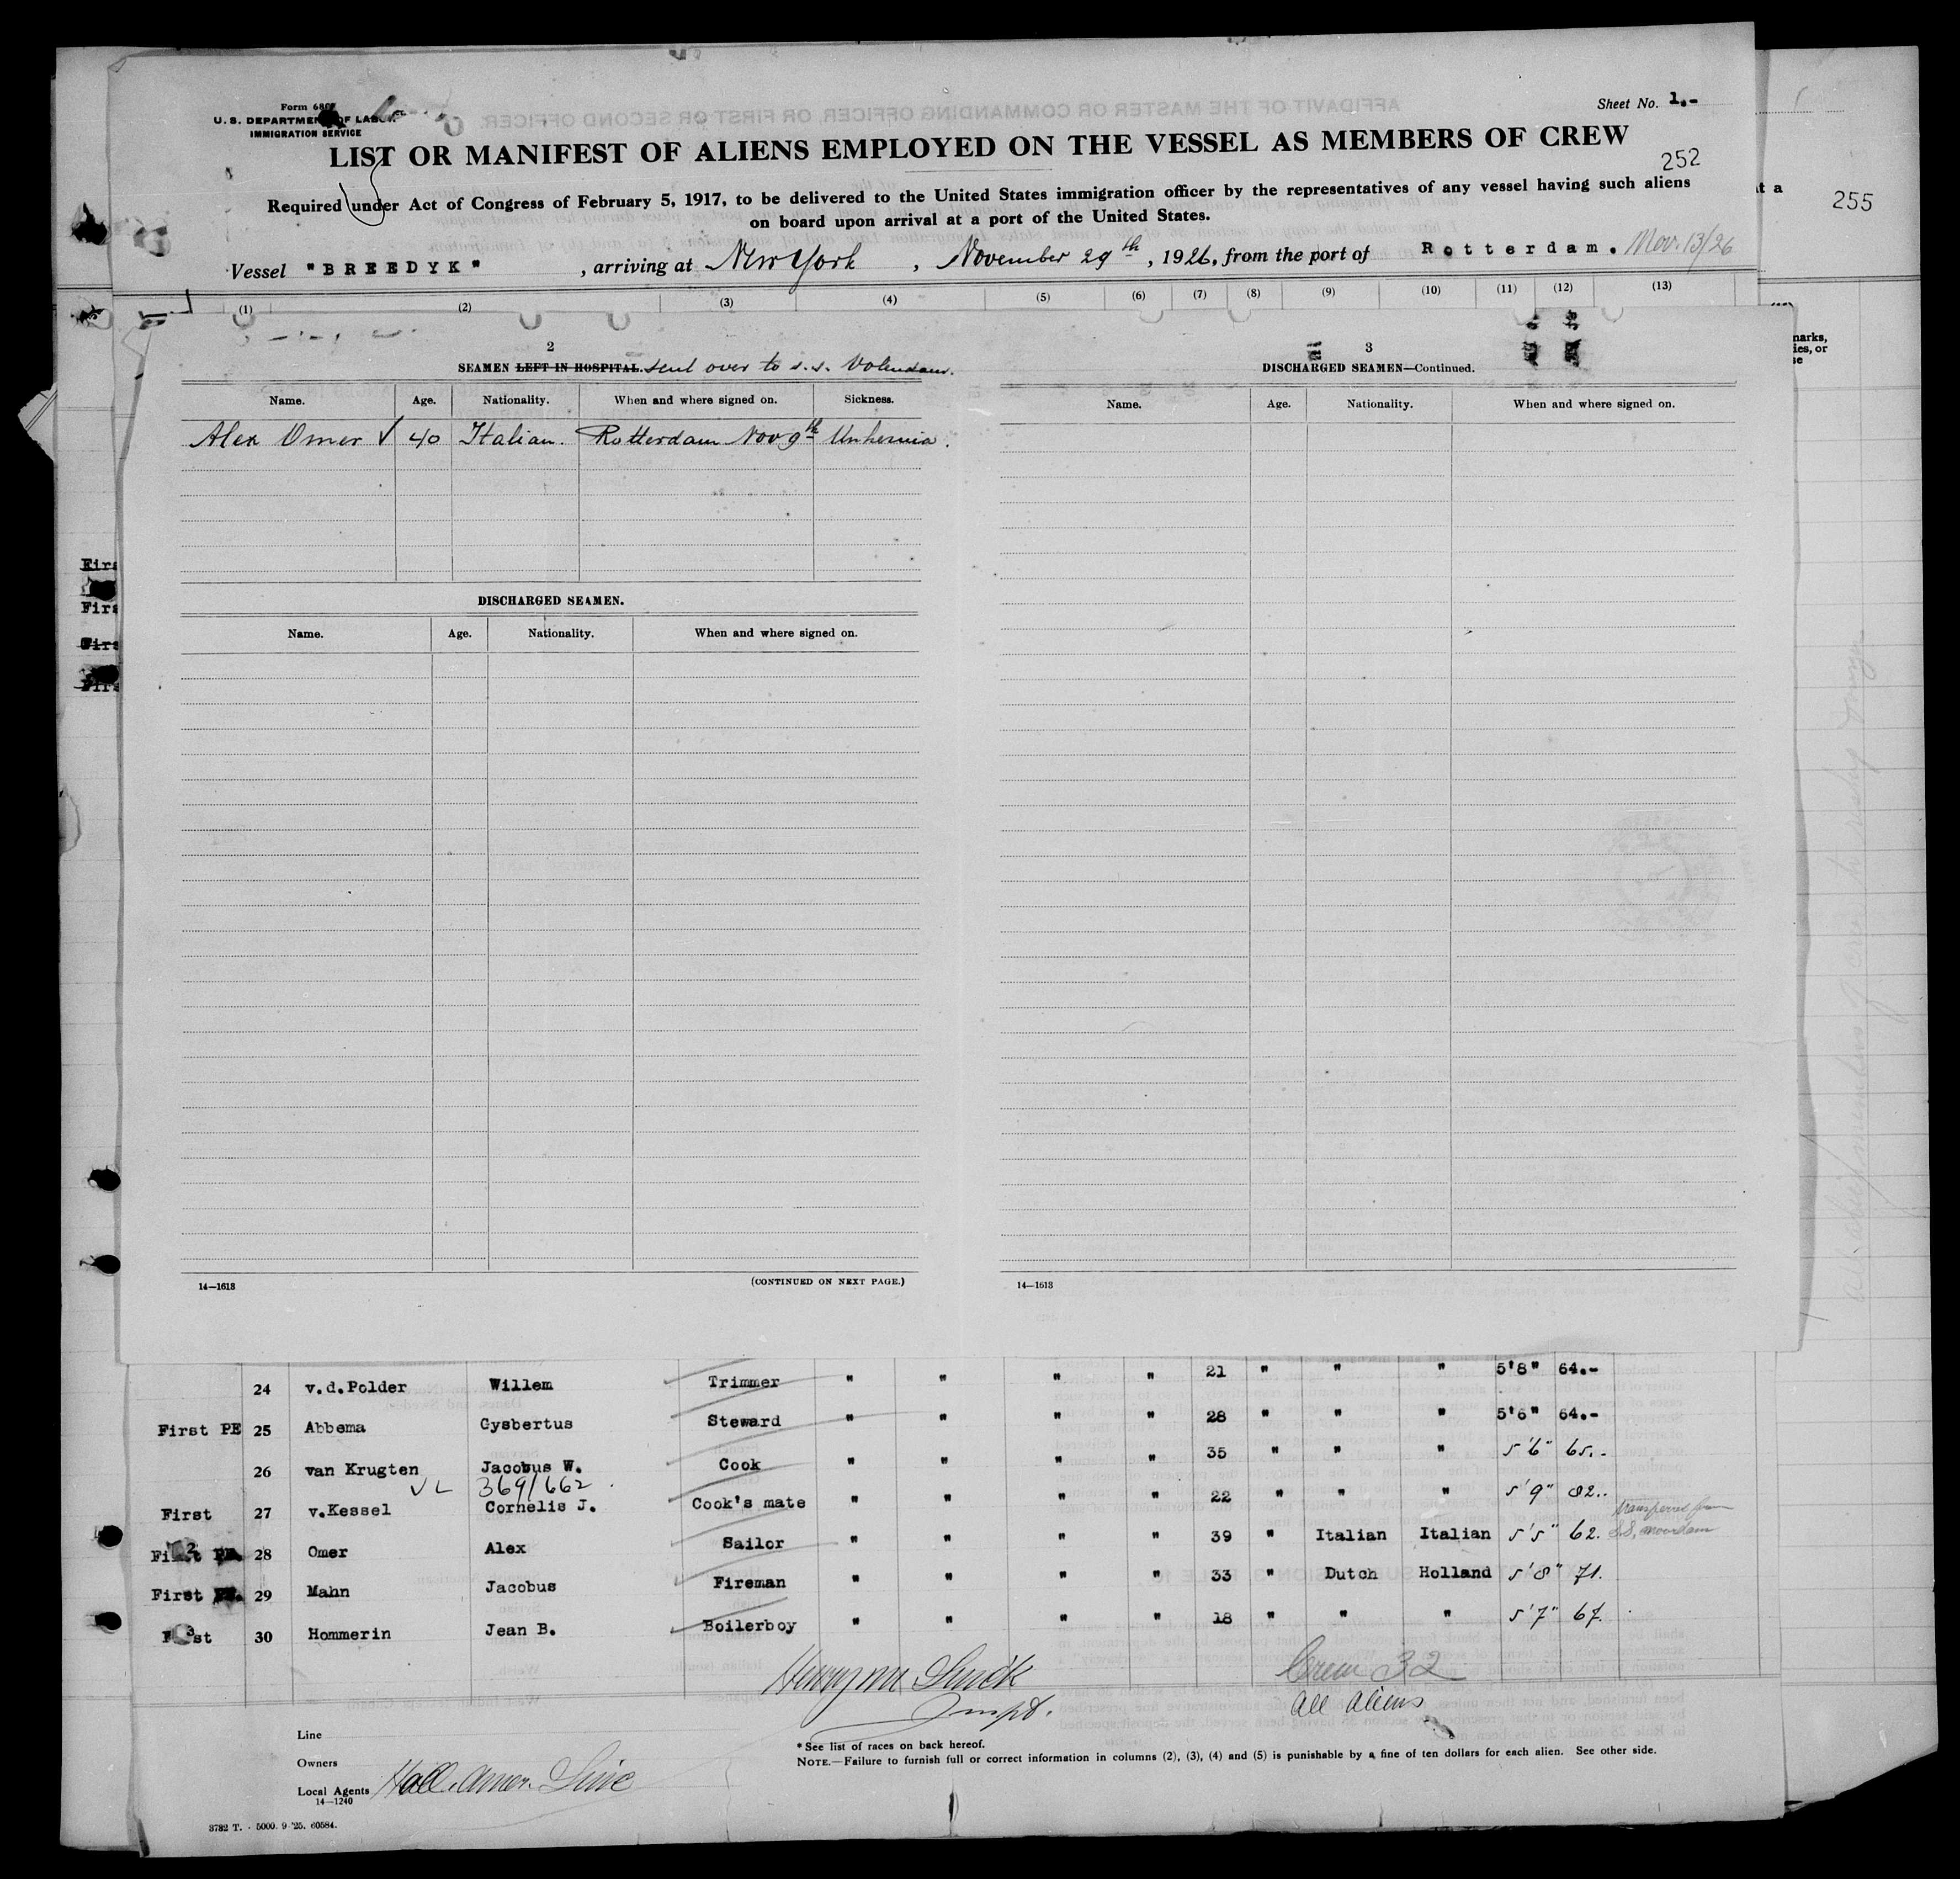 Form 680
U. S. DEPARTMENT OF LABOR
IMMIGRATION SERVICE
Sheet No. 1.-
LIST OR MANIFEST OF ALIENS EMPLOYED ON THE VESSEL AS MEMBERS OF CREW
252
Required under Act of Congress of February 5, 1917, to be delivered to the United States immigration officer by the representatives of any vessel having such aliens
on board upon arrival at a port of the United States.
255
Vessel "BREEDYK" , arriving at New York , November 29th , 1926, from the port of Rotterdam. Nov. 13/26
(1) (2) (3) (4) (5) (6) (7) (8) (9) (10) (11) (12) (13)
2
SEAMEN LEFT IN HOSPITAL. sent over to s.s. Volendam.
Name. Age. Nationality. When and where signed on. Sickness.
Alex Omer √ 40 Italian. Rotterdam Nov 9th Unhernia.
DISCHARGED SEAMEN.
Name. Age. Nationality. When and where signed on.
14—1613 (CONTINUED ON NEXT PAGE.)
3
DISCHARGED SEAMEN—Continued.
Name. Age. Nationality. When and where signed on.
14—1613
24 v.d.Polder Willem Trimmer " " " " 21 " " " 5'8" 64.-
First PE 25 Abbema Gysbertus Steward " " " " 28 " " " 5'6" 64.-
26 van Krugten Jacobus W. Cook " " " " 35 " " " 5'6" 65.-
369/662
First 27 v.Kessel Cornelis J. Cook's mate " " " " 22 " " " 5'9" 82..
transferred from
First 28 Omer Alex Sailor " " " " 39 " Italian Italian 5'5" 62. S.S.
First 29 Mahn Jacobus Fireman " " " " 33 " Dutch Holland 5'8" 71.
First 30 Hommerin Jean B. Boilerboy " " " " 18 " " " 5'7" 67.
Crew 32
All aliens
Inspt.
Line
Owners
Local Agents Holl. Amer. Line
14—1240
* See list of races on back hereof.
NOTE.—Failure to furnish full or correct information in columns (2), (3), (4) and (5) is punishable by a fine of ten dollars for each alien. See other side.
3782 T. - 5000. 9-'25. 60584.